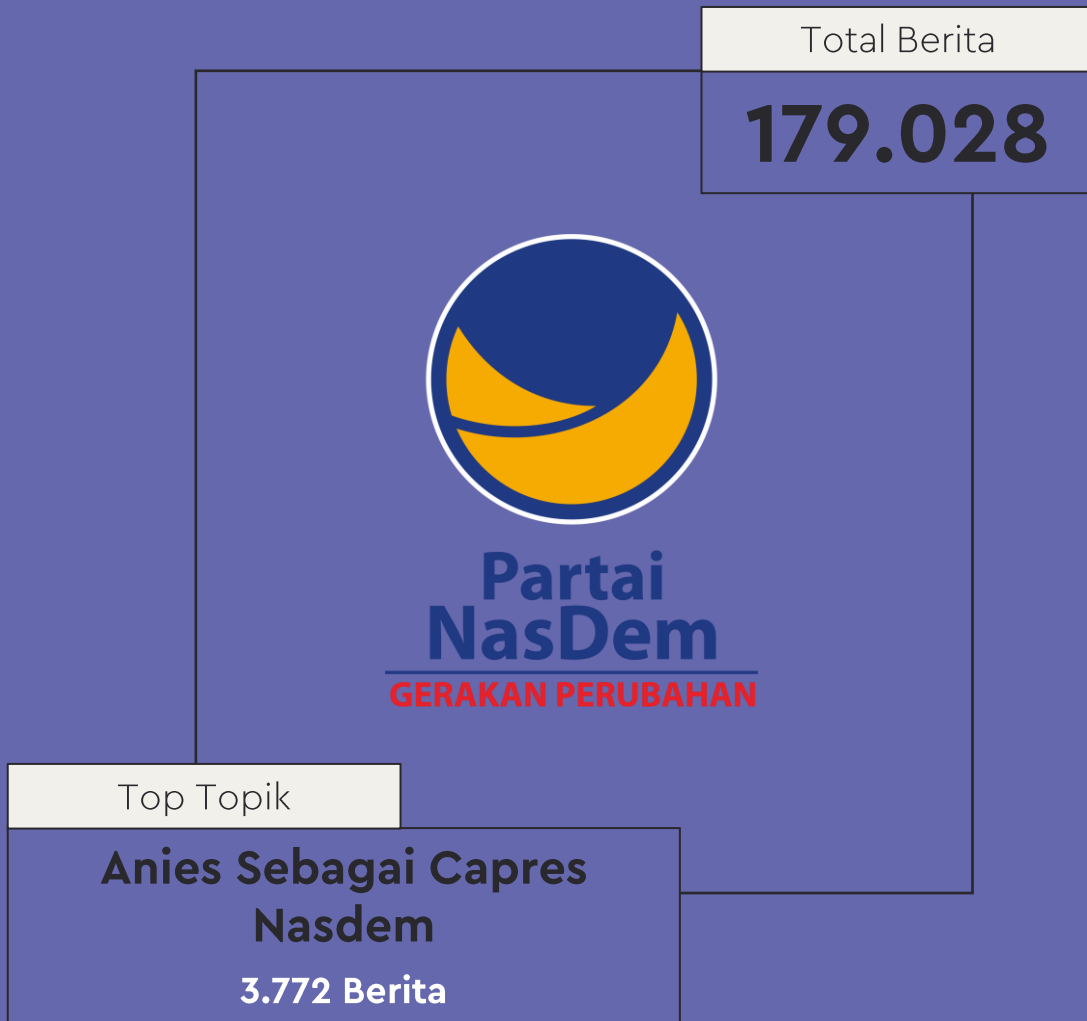 Total Berita
179.028
Partai
NasDem
GERAKAN PERUBAHAN
Top Topik
Anies Sebagai Capres
Nasdem
3.772 Berita